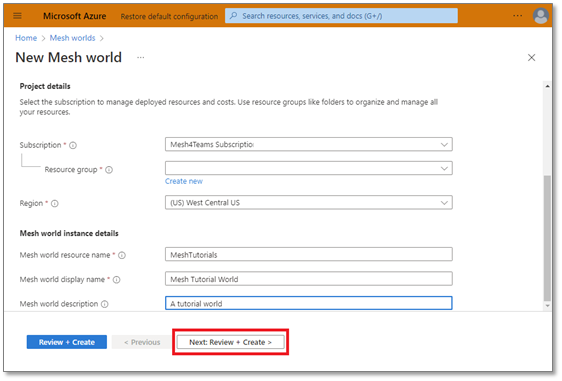 Microsoft Azure Restore default configuration Search resources, services, and docs (G+/) ...
Home > Mesh worlds >
New Mesh world ...
Project details
Select the subscription to manage deployed resources and costs. Use resource groups like folders to organize and manage all
your resources.
Subscription * Mesh4Teams Subscription
Resource group *
Create new
Region * (US) West Central US
Mesh world instance details
Mesh world resource name * MeshTutorials
Mesh world display name * Mesh Tutorial World
Mesh world description A tutorial world
Review + Create < Previous Next: Review + Create >